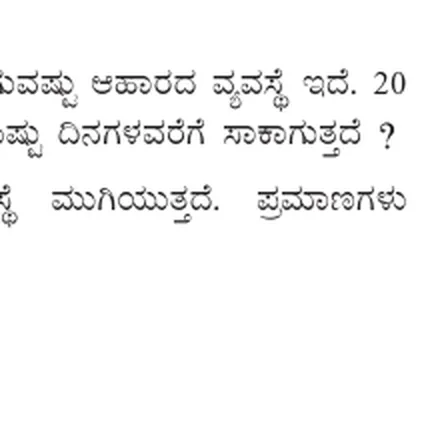 ಆಹಾರದ ವ್ಯವಸ್ಥೆ ಇದೆ. 20
ದಿನಗಳವರೆಗೆ ಸಾಕಾಗುತ್ತದೆ ?
ಮುಗಿಯುತ್ತದೆ. ಪ್ರಮಾಣಗಳು